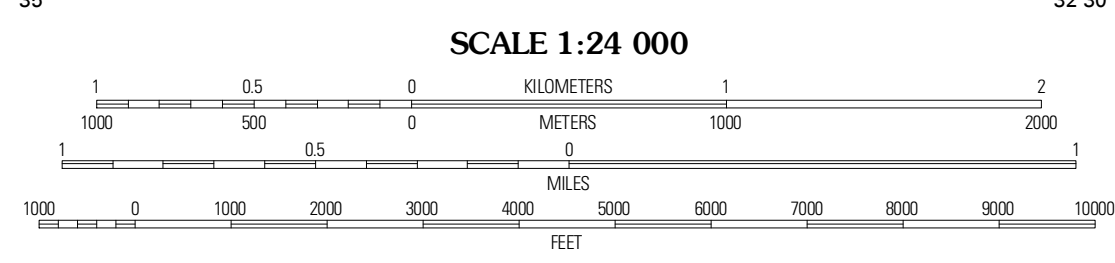 35 32 30
SCALE 1:24 000
1 0.5 0 KILOMETERS 1 2
1000 500 0 METERS 1000 2000
1 0.5 0 1
MILES
1000 0 1000 2000 3000 4000 5000 6000 7000 8000 9000 10000
FEET